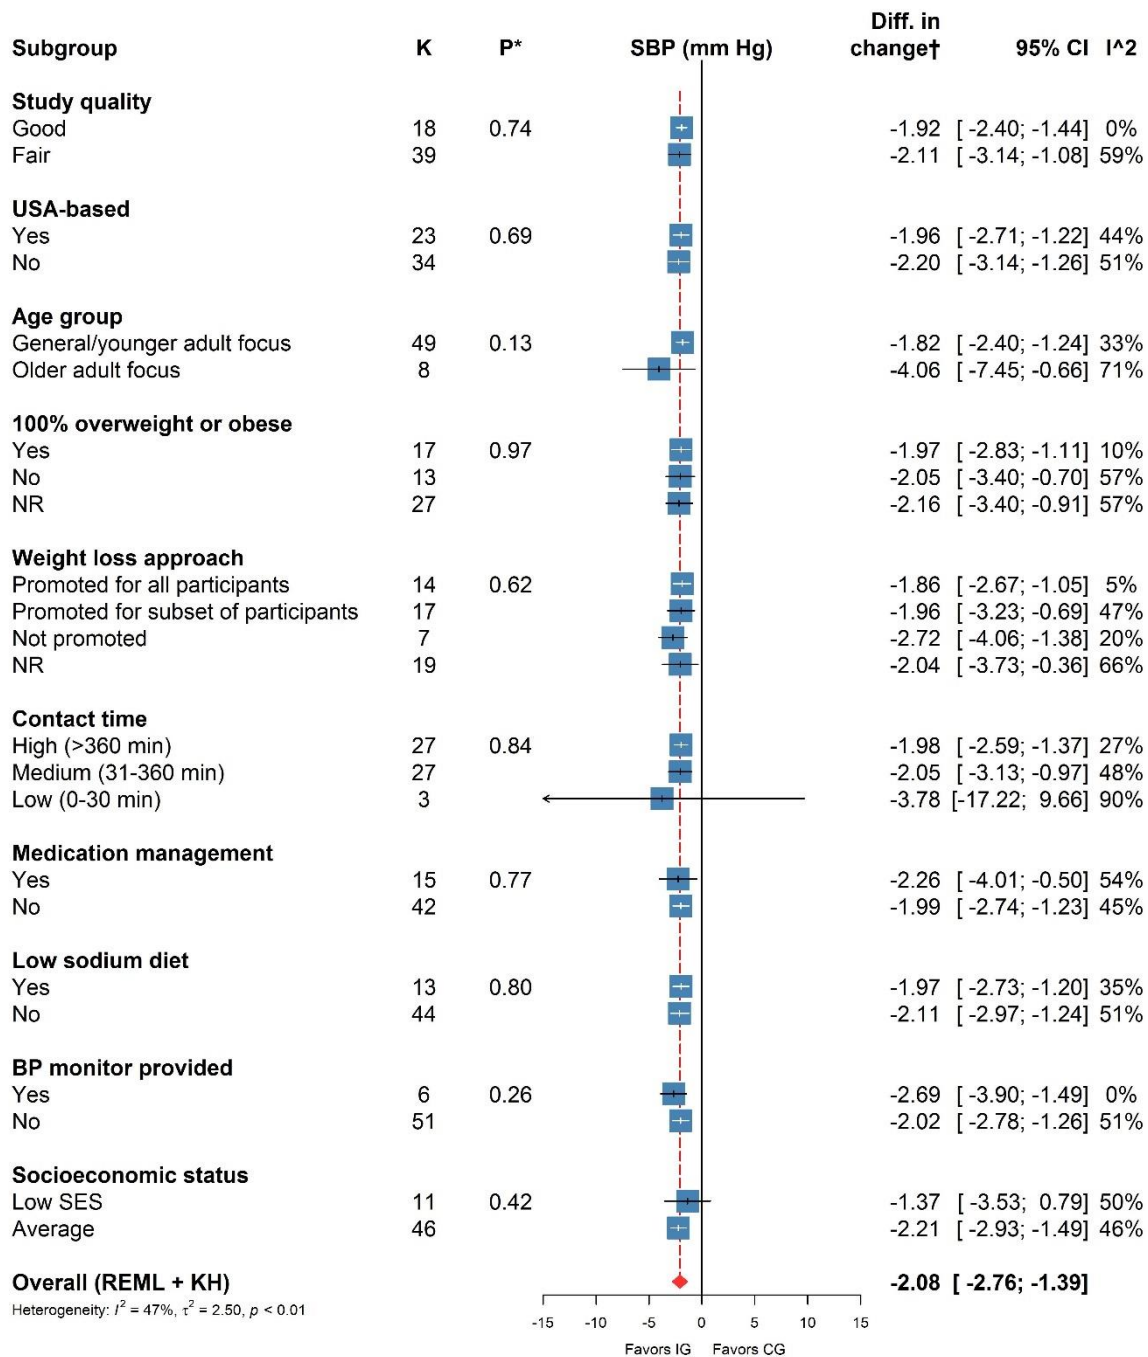 Subgroup K P* SBP (mm Hg) Diff. in change† 95% CI I^2
Study quality
Good 18 0.74 -1.92 [ -2.40; -1.44] 0%
Fair 39 -2.11 [ -3.14; -1.08] 59%
USA-based
Yes 23 0.69 -1.96 [ -2.71; -1.22] 44%
No 34 -2.20 [ -3.14; -1.26] 51%
Age group
General/younger adult focus 49 0.13 -1.82 [ -2.40; -1.24] 33%
Older adult focus 8 -4.06 [ -7.45; -0.66] 71%
100% overweight or obese
Yes 17 0.97 -1.97 [ -2.83; -1.11] 10%
No 13 -2.05 [ -3.40; -0.70] 57%
NR 27 -2.16 [ -3.40; -0.91] 57%
Weight loss approach
Promoted for all participants 14 0.62 -1.86 [ -2.67; -1.05] 5%
Promoted for subset of participants 17 -1.96 [ -3.23; -0.69] 47%
Not promoted 7 -2.72 [ -4.06; -1.38] 20%
NR 19 -2.04 [ -3.73; -0.36] 66%
Contact time
High (>360 min) 27 0.84 -1.98 [ -2.59; -1.37] 27%
Medium (31-360 min) 27 -2.05 [ -3.13; -0.97] 48%
Low (0-30 min) 3 -3.78 [-17.22; 9.66] 90%
Medication management
Yes 15 0.77 -2.26 [ -4.01; -0.50] 54%
No 42 -1.99 [ -2.74; -1.23] 45%
Low sodium diet
Yes 13 0.80 -1.97 [ -2.73; -1.20] 35%
No 44 -2.11 [ -2.97; -1.24] 51%
BP monitor provided
Yes 6 0.26 -2.69 [ -3.90; -1.49] 0%
No 51 -2.02 [ -2.78; -1.26] 51%
Socioeconomic status
Low SES 11 0.42 -1.37 [ -3.53; 0.79] 50%
Average 46 -2.21 [ -2.93; -1.49] 46%
Overall (REML + KH) -2.08 [ -2.76; -1.39]
Heterogeneity: I² = 47%, τ² = 2.50, p < 0.01
-15 -10 -5 0 5 10 15
Favors IG Favors CG